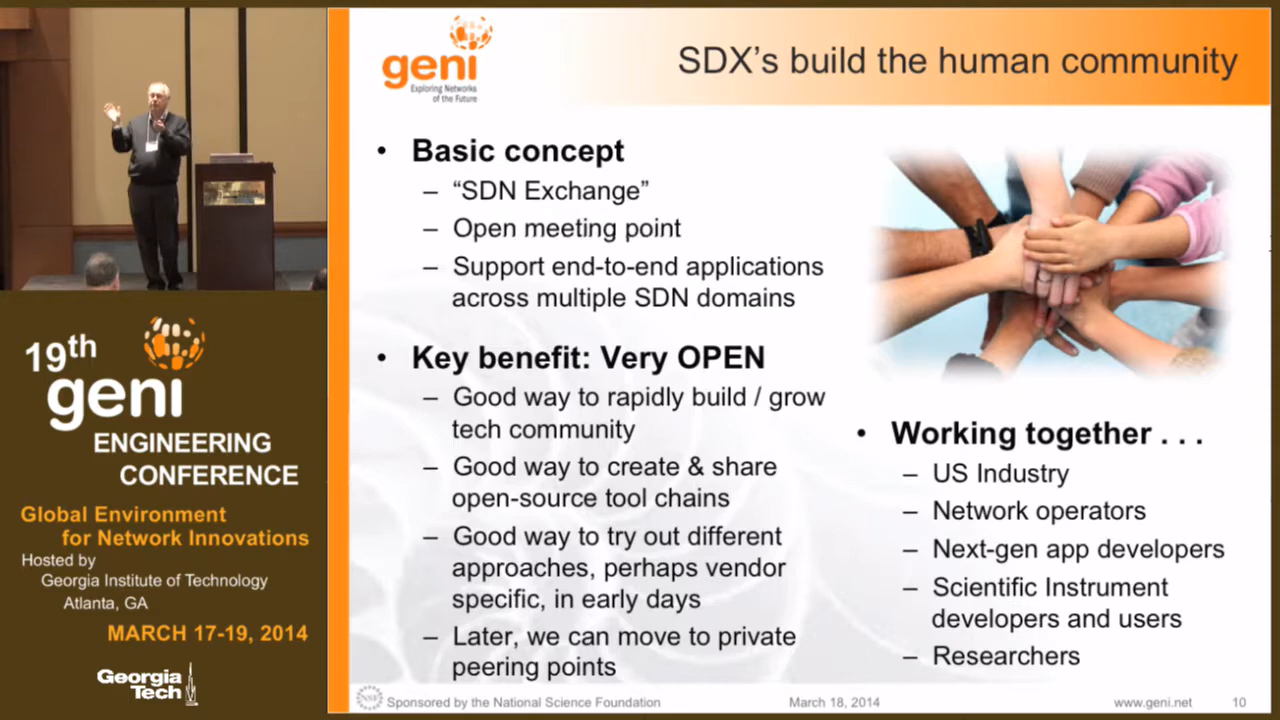 geni
Exploring Networks
of the Future
SDX's build the human community
• Basic concept
– “SDN Exchange”
– Open meeting point
– Support end-to-end applications
across multiple SDN domains
• Key benefit: Very OPEN
– Good way to rapidly build / grow
tech community
– Good way to create & share
open-source tool chains
– Good way to try out different
approaches, perhaps vendor
specific, in early days
– Later, we can move to private
peering points
• Working together . . .
– US Industry
– Network operators
– Next-gen app developers
– Scientific Instrument
developers and users
– Researchers
Sponsored by the National Science Foundation
March 18, 2014
www.geni.net
10
19th
geni
ENGINEERING
CONFERENCE
Global Environment
for Network Innovations
Hosted by
Georgia Institute of Technology
Atlanta, GA
MARCH 17-19, 2014
Georgia
Tech